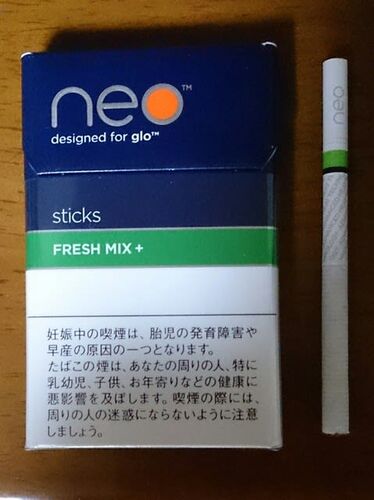 neo™
designed for glo™
sticks
FRESH MIX +
妊娠中の喫煙は、胎児の発育障害や
早産の原因の一つとなります。
たばこの煙は、あなたの周りの人、特に
乳幼児、子供、お年寄りなどの健康に
悪影響を及ぼします。喫煙の際には、
周りの人の迷惑にならないように注意
しましょう。
neo